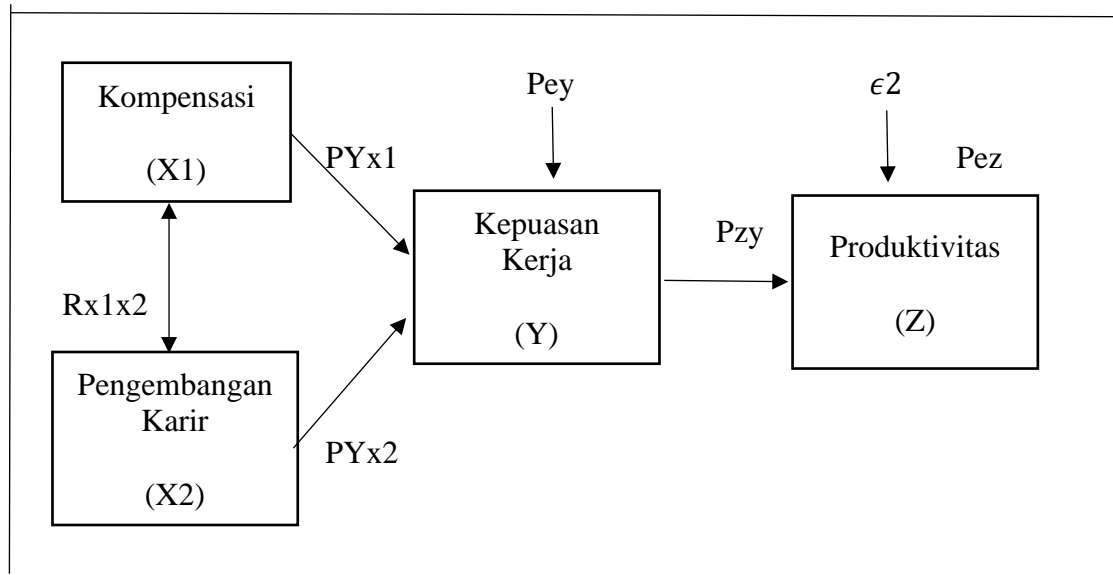 Kompensasi
(X1)
Pey
ϵ2
PYx1
Pez
Kepuasan
Kerja
(Y)
Pzy
Produktivitas
(Z)
Rx1x2
Pengembangan
Karir
(X2)
PYx2